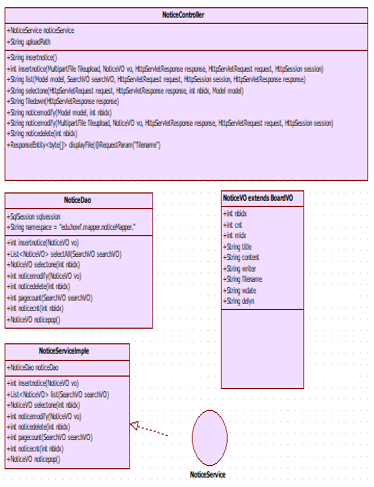 NoticeController
+NoticeService noticeService
+String uploadPath
+String insertnotice()
+int insertnotice(MultipartFile fileupload, NoticeVO vo, HttpServletResponse response, HttpServletRequest request, HttpSession session)
+String list(Model model, SearchVO searchVO, HttpServletRequest request, HttpSession session, HttpServletResponse response)
+String selectone(HttpServletRequest request, HttpServletResponse response, int nbidx, Model model)
+String filedown(HttpServletResponse response)
+String noticemodify(Model model, int nbidx)
+String noticemodify(MultipartFile fileupload, NoticeVO vo, HttpServletResponse response, HttpServletRequest request, HttpSession session)
+String noticedelete(int nbidx)
+ResponseEntity<byte[]> displayFile(@RequestParam("filename")
NoticeDao
+SqlSession sqlsession
+String namespace = "edu.howf.mapper.noticeMapper."
+int insertnotice(NoticeVO vo)
+List<NoticeVO> selectAll(SearchVO searchVO)
+NoticeVO selectone(int nbidx)
+int noticemodify(NoticeVO vo)
+int noticedelete(int nbidx)
+int pagecount(SearchVO searchVO)
+int noticecnt(int nbidx)
+NoticeVO noticepop()
NoticeVO extends BoardVO
+int nbidx
+int cnt
+int midx
+String title
+String content
+String writer
+String filename
+String wdate
+String delyn
NoticeServiceImple
+NoticeDao noticeDao
+int insertnotice(NoticeVO vo)
+List<NoticeVO> list(SearchVO searchVO)
+NoticeVO selectone(int nbidx)
+int noticemodify(NoticeVO vo)
+int noticedelete(int nbidx)
+int pagecount(SearchVO searchVO)
+int noticecnt(int nbidx)
+NoticeVO noticepop()
NoticeService